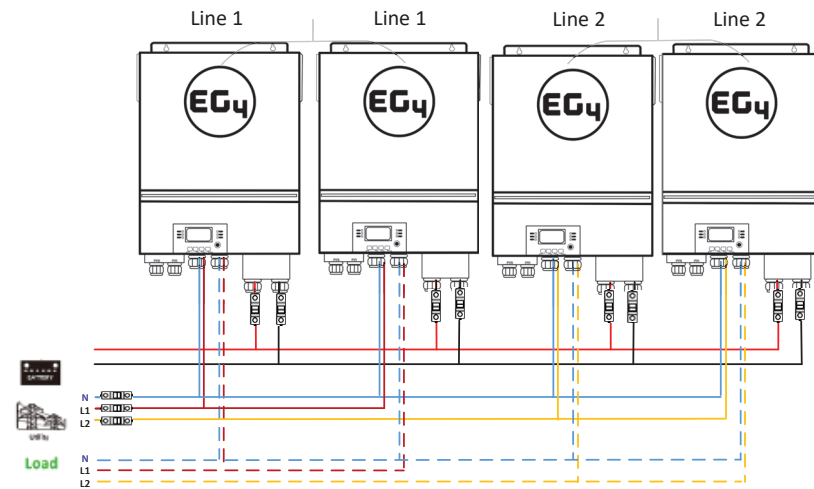 Line 1
Line 1
Line 2
Line 2
EG4
EG4
EG4
EG4
BATTERY
N
L1
L2
Utility
N
Load
L1
L2